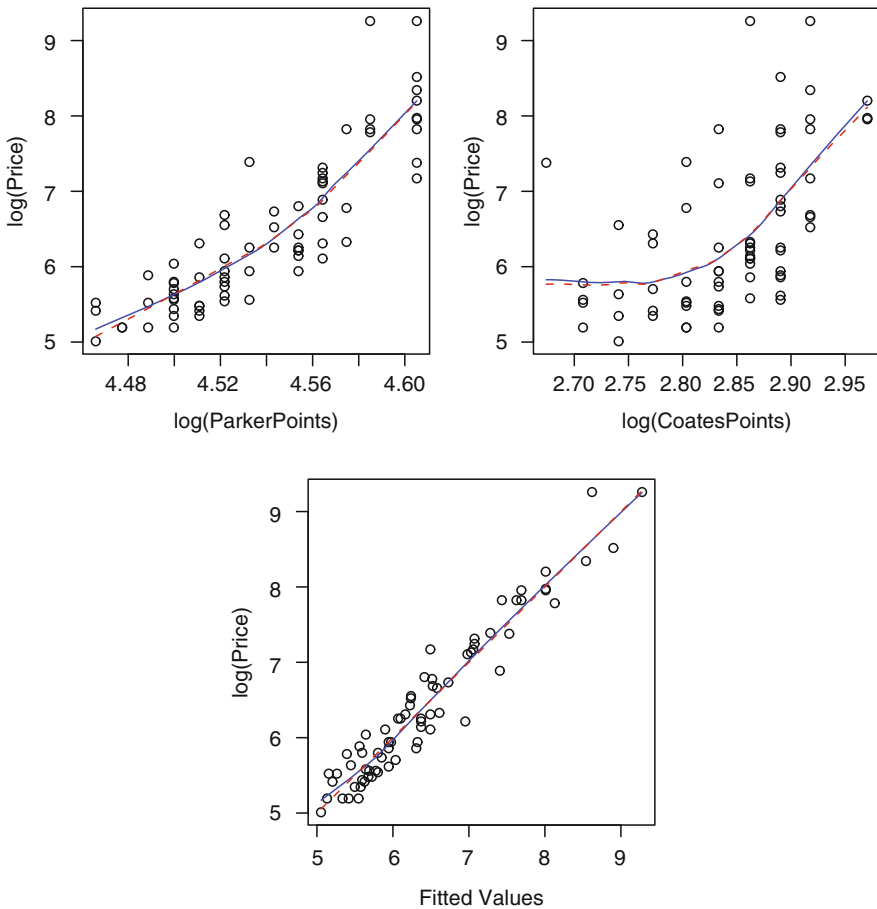 9
8
7
6
5
log(Price)
4.48 4.52 4.56 4.60
log(ParkerPoints)
9
8
7
6
5
log(Price)
2.70 2.75 2.80 2.85 2.90 2.95
log(CoatesPoints)
9
8
7
6
5
log(Price)
5 6 7 8 9
Fitted Values